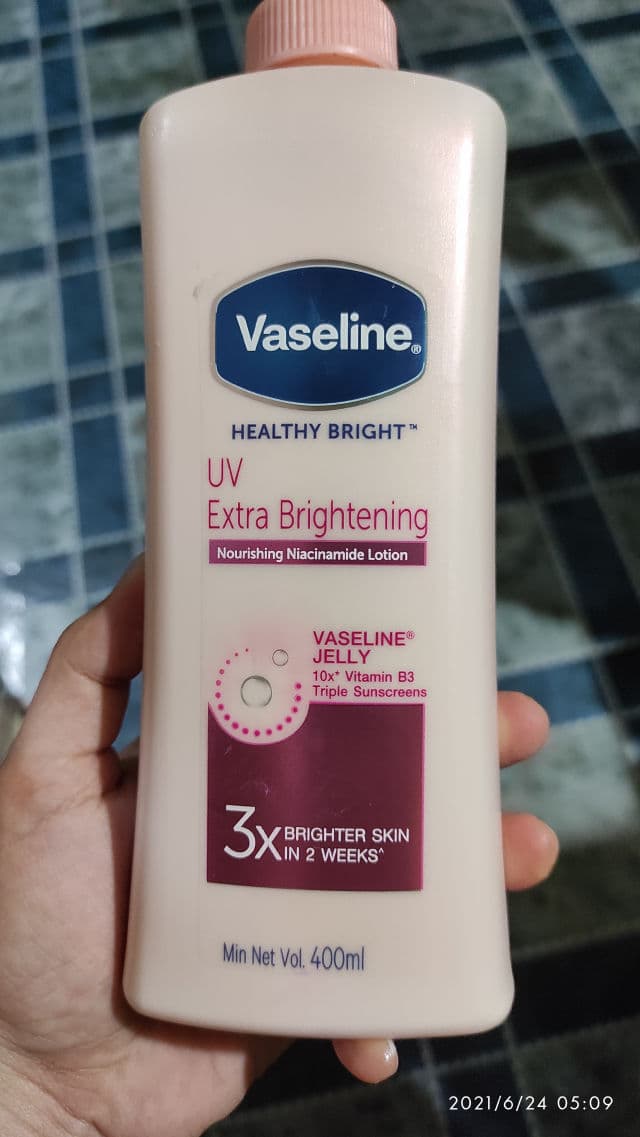 Vaseline®
HEALTHY BRIGHT™
UV
Extra Brightening
Nourishing Niacinamide Lotion
VASELINE®
JELLY
10x* Vitamin B3
Triple Sunscreens
3X BRIGHTER SKIN
IN 2 WEEKS^
Min Net Vol. 400ml
2021/6/24 05:09